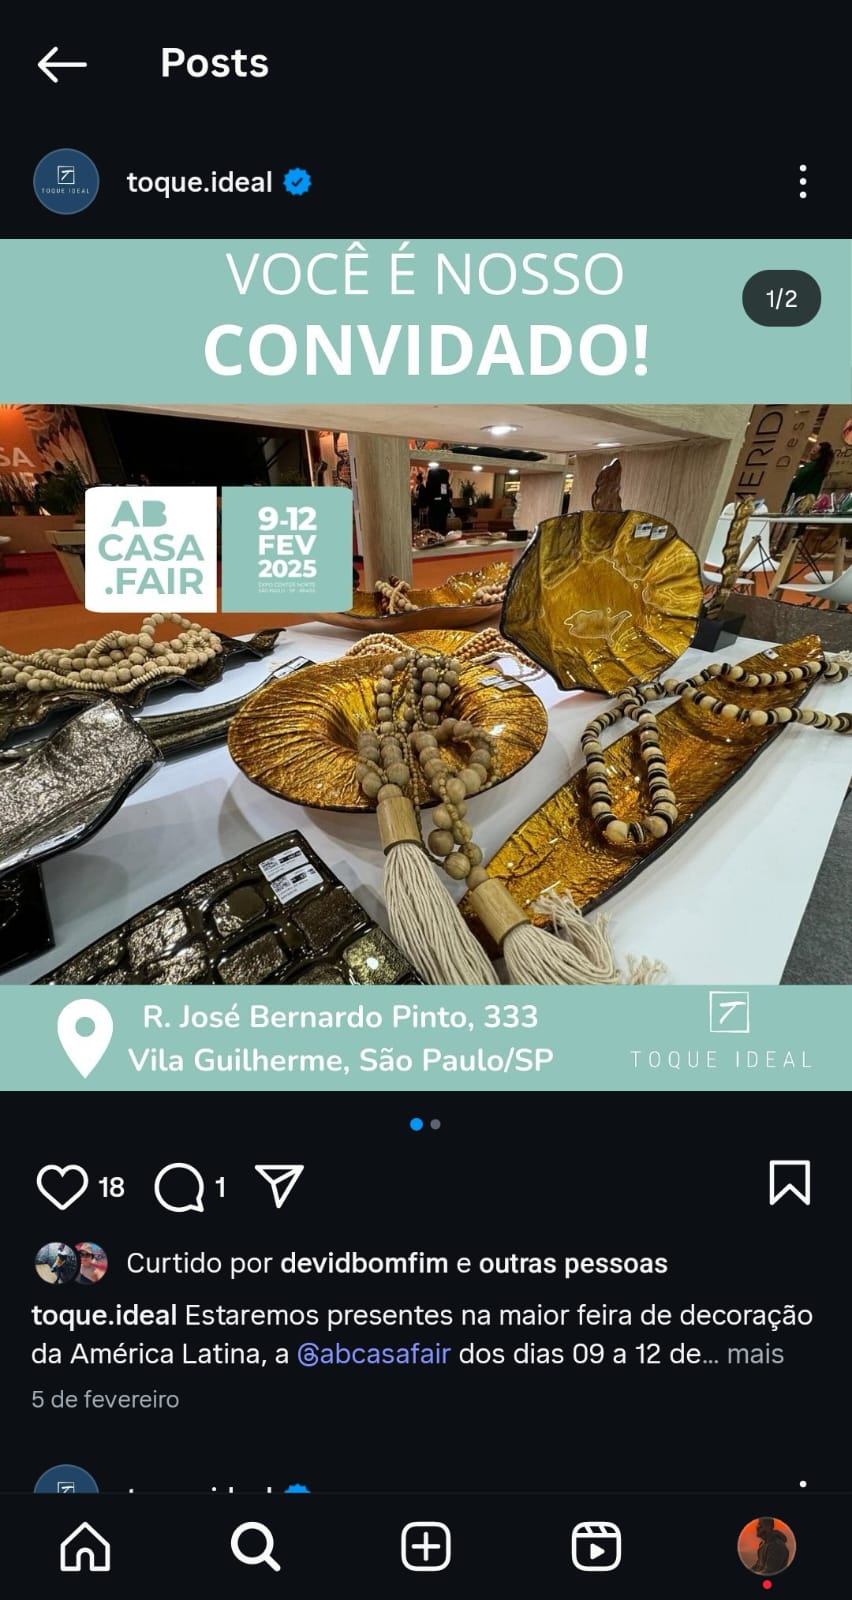 Posts
TOQUE IDEAL
toque.ideal
VOCÊ É NOSSO
1/2
CONVIDADO!
AB
CASA
.FAIR
9-12
FEV
2025
EXPO CENTER NORTE
SÃO PAULO - SP - BRASIL
R. José Bernardo Pinto, 333
Vila Guilherme, São Paulo/SP
TOQUE IDEAL
18
1
Curtido por devidbomfim e outras pessoas
toque.ideal Estaremos presentes na maior feira de decoração
da América Latina, a @abcasafair dos dias 09 a 12 de... mais
5 de fevereiro